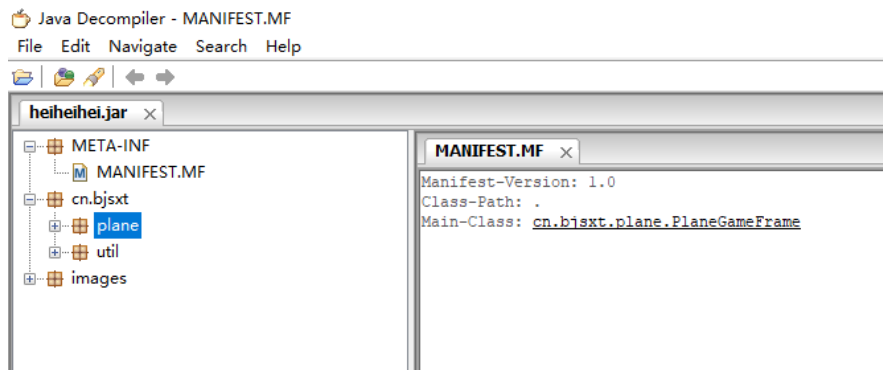 Java Decompiler - MANIFEST.MF
File Edit Navigate Search Help
heiheihei.jar
META-INF
MANIFEST.MF
cn.bjsxt
plane
util
images
MANIFEST.MF
Manifest-Version: 1.0
Class-Path: .
Main-Class: cn.bjsxt.plane.PlaneGameFrame